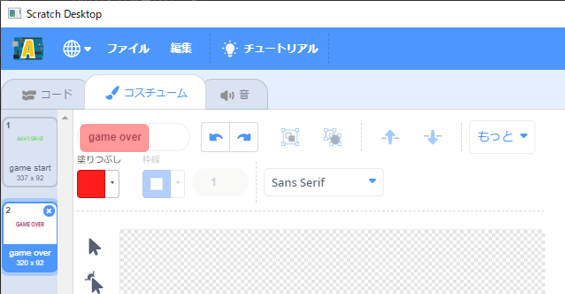 Scratch Desktop
A
ファイル 編集 チュートリアル
コード コスチューム 音
1
GAME START
game start
337 x 92
2
GAME OVER
game over
320 x 92
game over
もっと
塗りつぶし 枠線
1
Sans Serif